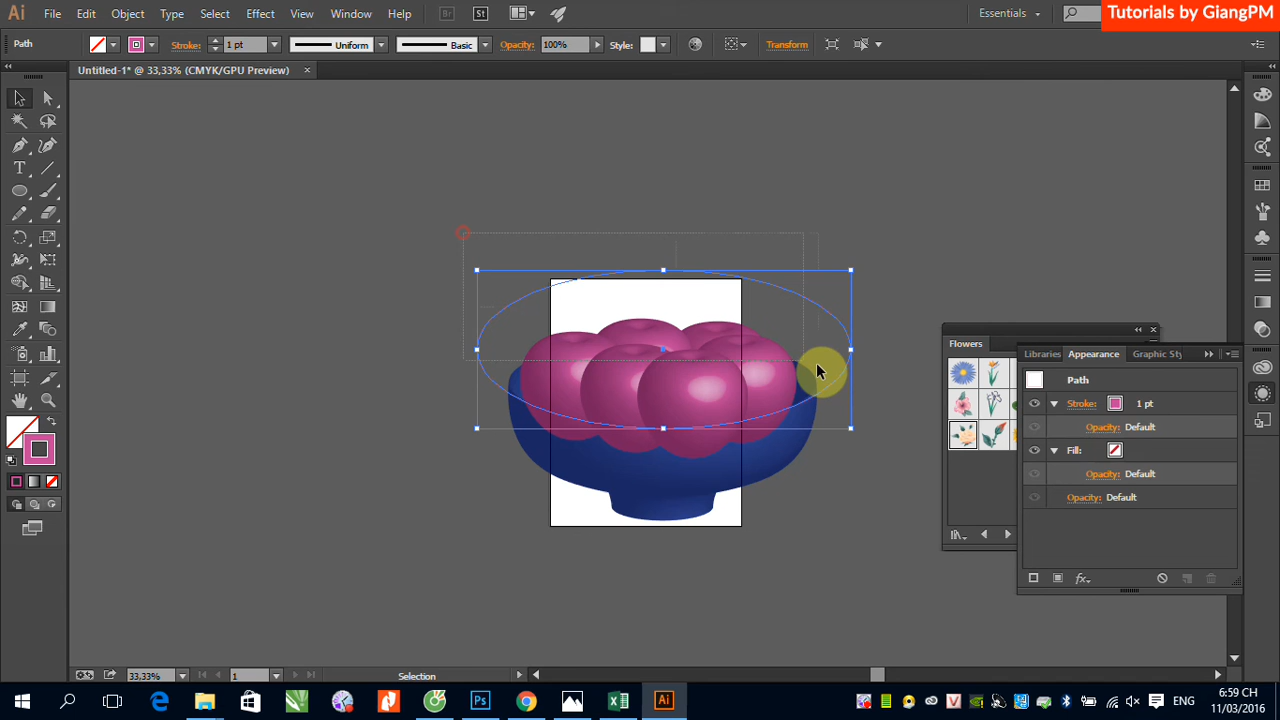 Ai File Edit Object Type Select Effect View Window Help Br St Essentials Tutorials by GiangPM
Path Stroke: 1 pt Uniform Basic Opacity: 100% Style: Transform
Untitled-1* @ 33,33% (CMYK/GPU Preview) ×
Flowers
Libraries Appearance Graphic Sty
Path
Stroke: 1 pt
Opacity: Default
Fill:
Opacity: Default
Opacity: Default
fx
33,33% 1 Selection
ENG 6:59 CH
11/03/2016